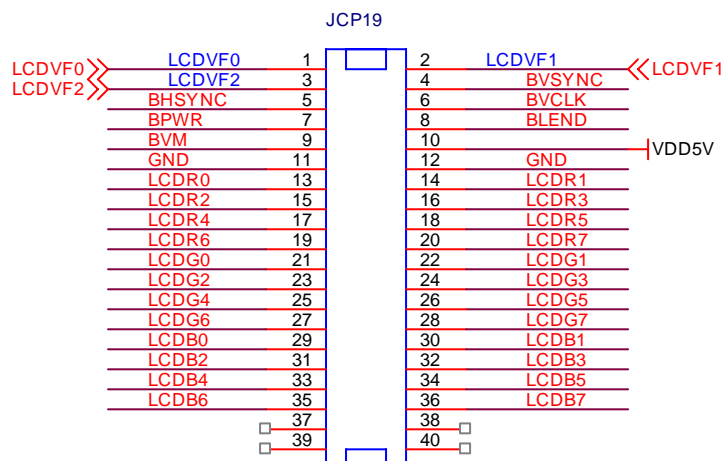 JCP19
LCDVF0 LCDVF0 1 2 LCDVF1 LCDVF1
LCDVF2 LCDVF2 3 4 BVSYNC
BHSYNC 5 6 BVCLK
BPWR 7 8 BLEND
BVM 9 10 VDD5V
GND 11 12 GND
LCDR0 13 14 LCDR1
LCDR2 15 16 LCDR3
LCDR4 17 18 LCDR5
LCDR6 19 20 LCDR7
LCDG0 21 22 LCDG1
LCDG2 23 24 LCDG3
LCDG4 25 26 LCDG5
LCDG6 27 28 LCDG7
LCDB0 29 30 LCDB1
LCDB2 31 32 LCDB3
LCDB4 33 34 LCDB5
LCDB6 35 36 LCDB7
37 38
39 40